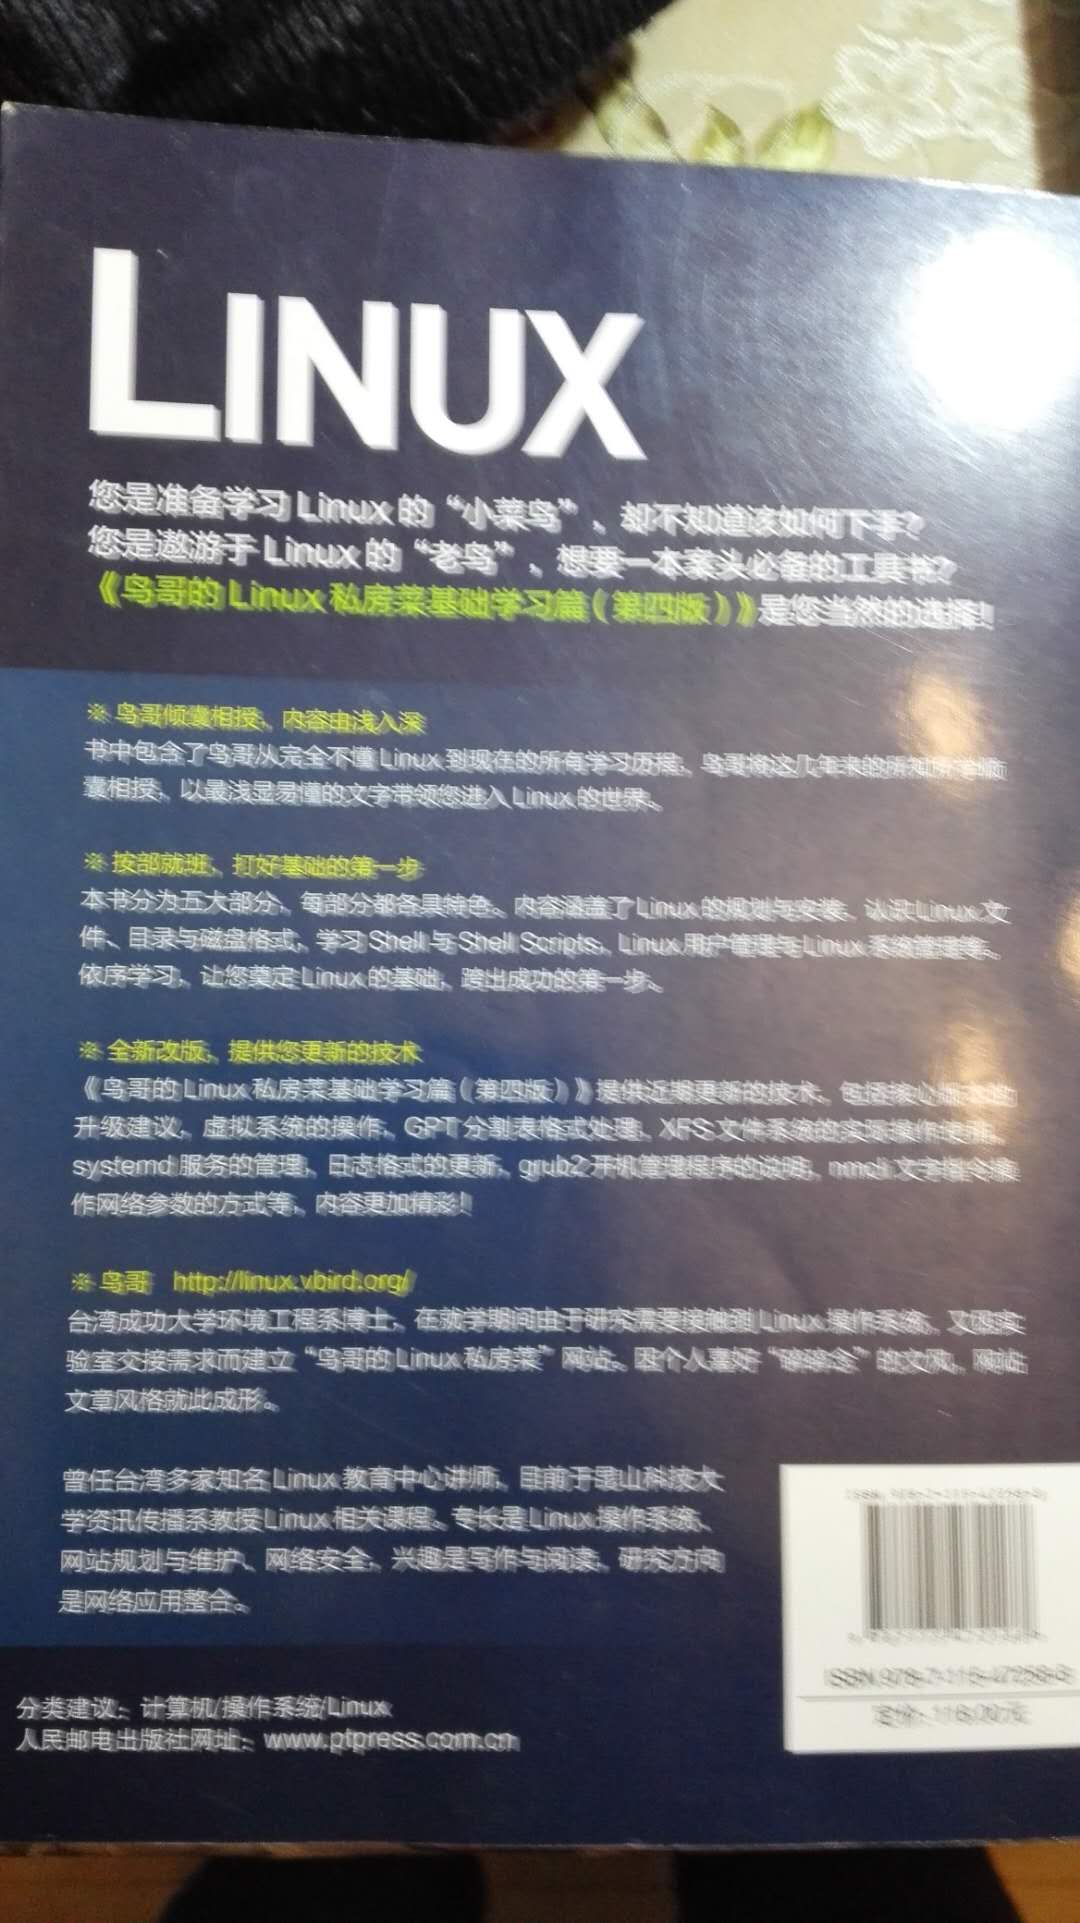 LINUX
您是准备学习 Linux 的“小菜鸟”，却不知道该如何下手？
您是遨游于 Linux 的“老鸟”，想要一本案头必备的工具书？
《鸟哥的 Linux 私房菜基础学习篇（第四版）》是您当然的选择！
※ 鸟哥倾囊相授，内容由浅入深
书中包含了鸟哥从完全不懂 Linux 到现在的所有学习历程，鸟哥将这几年来的所知所学倾
囊相授，以最浅显易懂的文字带领您进入 Linux 的世界。
※ 按部就班，打好基础的第一步
本书分为五大部分，每部分都各具特色。内容涵盖了 Linux 的规划与安装、认识 Linux 文
件、目录与磁盘格式，学习 Shell 与 Shell Scripts，Linux 用户管理与 Linux 系统管理等。
依序学习，让您奠定 Linux 的基础，跨出成功的第一步。
※ 全新改版，提供您更新的技术
《鸟哥的 Linux 私房菜基础学习篇（第四版）》提供近期更新的技术，包括核心版本的
升级建议，虚拟系统的操作、GPT 分割表格式处理、XFS 文件系统的实际操作使用、
systemd 服务的管理、日志格式的更新，grub2 开机管理程序的说明，nmcli 文字指令操
作网络参数的方式等，内容更加精彩！
※ 鸟哥 http://linux.vbird.org/
台湾成功大学环境工程系博士，在就学期间由于研究需要接触到 Linux 操作系统，又因实
验室交接需求而建立“鸟哥的 Linux 私房菜”网站。因个人喜好“碎碎念”的文风，网站
文章风格就此成形。
曾任台湾多家知名 Linux 教育中心讲师，目前于昆山科技大
学资讯传播系教授 Linux 相关课程。专长是 Linux 操作系统、
网站规划与维护、网络安全，兴趣是写作与阅读，研究方向
是网络应用整合。
分类建议：计算机/操作系统/Linux
人民邮电出版社网址：www.ptpress.com.cn
ISBN 978-7-115-47258-8
定价：118.00元